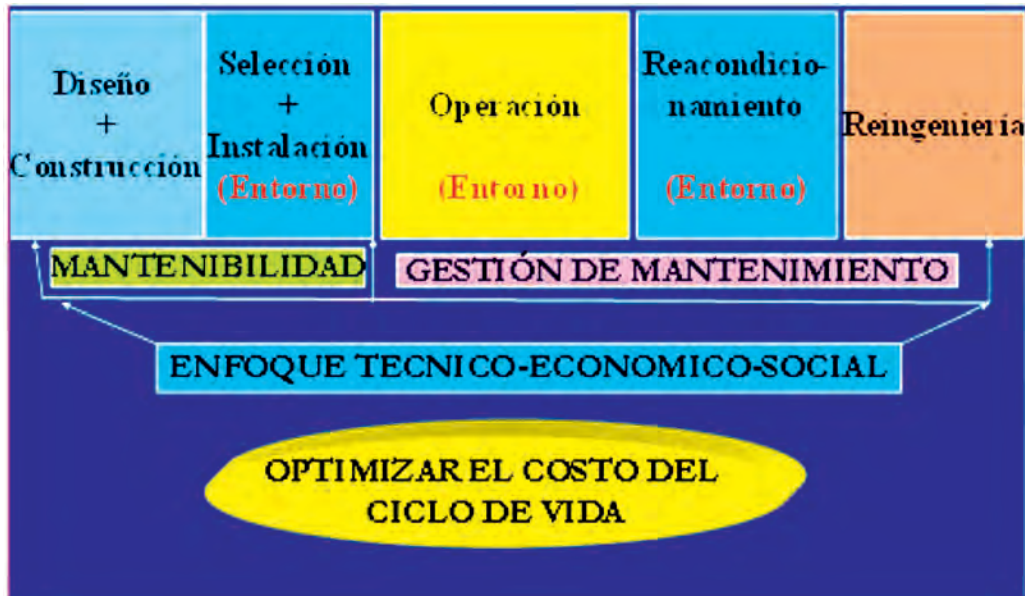 Diseño
+
Construcción
Selección
+
Instalación
(Entorno)
Operación
(Entorno)
Reacondicio-
namiento
(Entorno)
Reingeniería
MANTENIBILIDAD
GESTIÓN DE MANTENIMIENTO
ENFOQUE TECNICO-ECONOMICO-SOCIAL
OPTIMIZAR EL COSTO DEL
CICLO DE VIDA